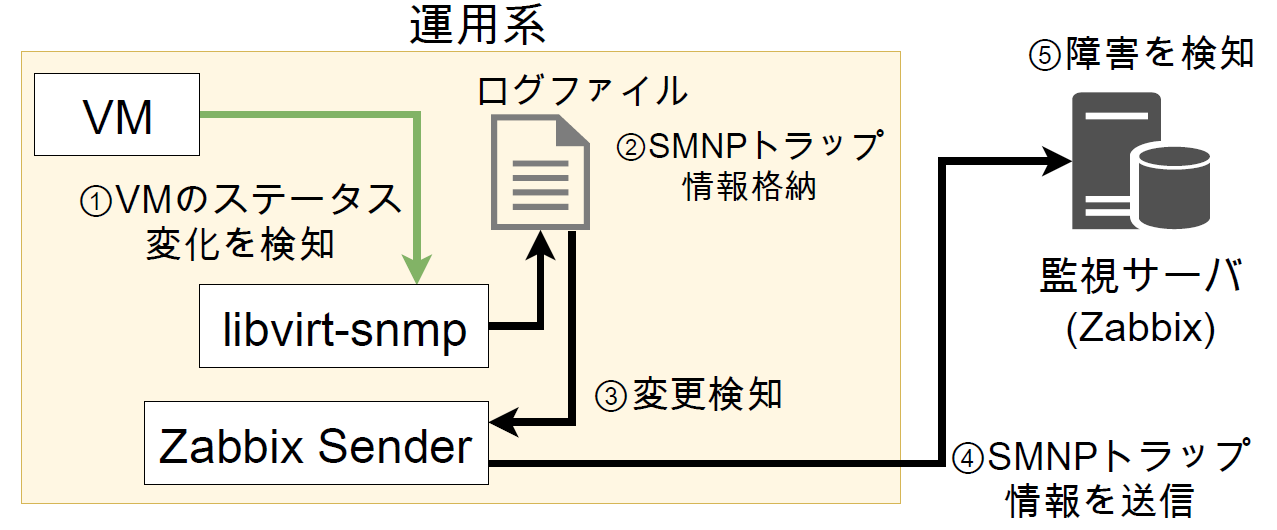 運用系
VM
ログファイル
①VMのステータス
変化を検知
②SMNPトラップ
情報格納
libvirt-snmp
③変更検知
Zabbix Sender
④SMNPトラップ
情報を送信
⑤障害を検知
監視サーバ
(Zabbix)